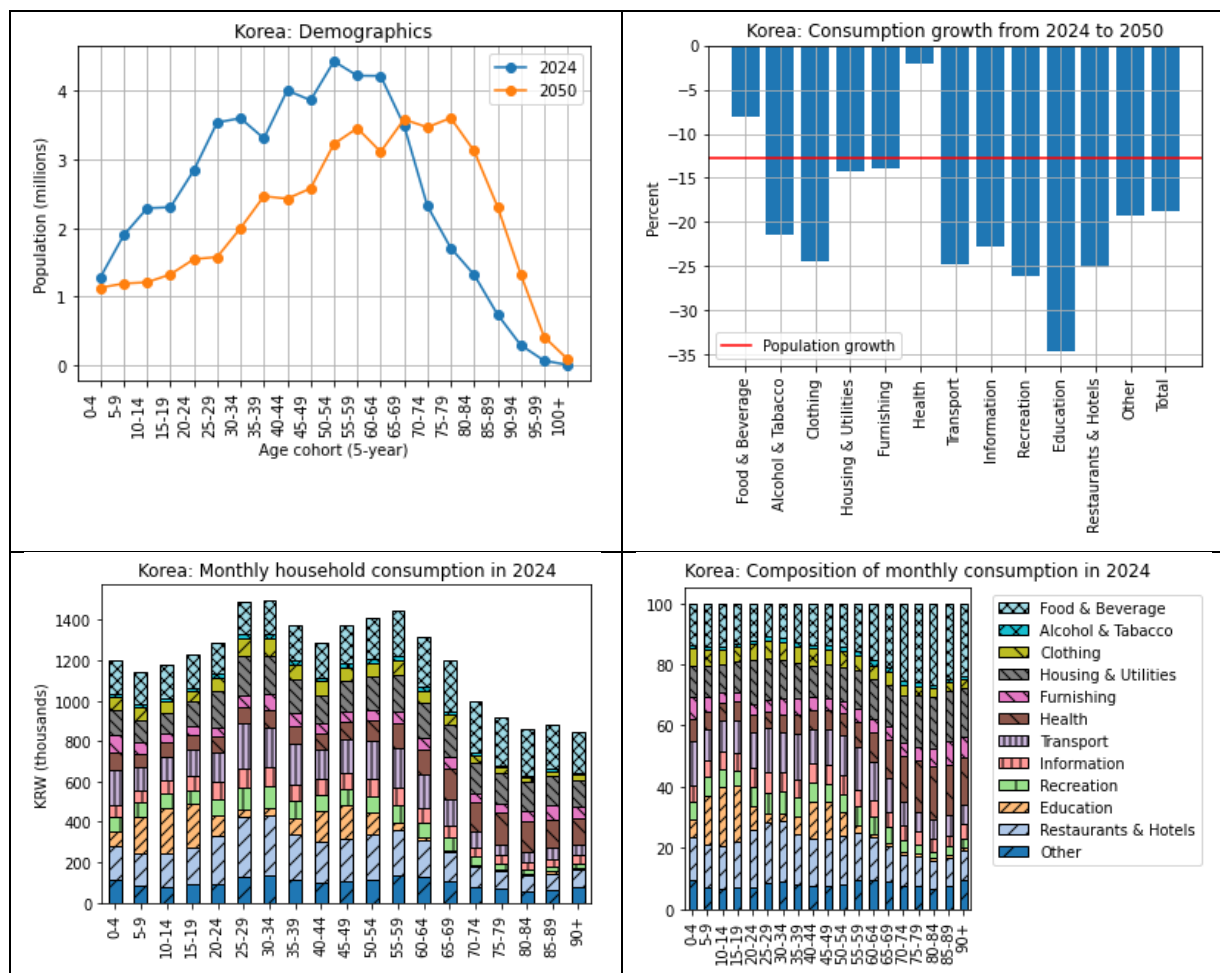 Korea: Demographics
2024
2050
Population (millions)
4
3
2
1
0
0-4
5-9
10-14
15-19
20-24
25-29
30-34
35-39
40-44
45-49
50-54
55-59
60-64
65-69
70-74
75-79
80-84
85-89
90-94
95-99
100+
Age cohort (5-year)
Korea: Consumption growth from 2024 to 2050
Percent
0
−5
−10
−15
−20
−25
−30
−35
Population growth
Food & Beverage
Alcohol & Tabacco
Clothing
Housing & Utilities
Furnishing
Health
Transport
Information
Recreation
Education
Restaurants & Hotels
Other
Total
Korea: Monthly household consumption in 2024
KRW (thousands)
1400
1200
1000
800
600
400
200
0
0-4
5-9
10-14
15-19
20-24
25-29
30-34
35-39
40-44
45-49
50-54
55-59
60-64
65-69
70-74
75-79
80-84
85-89
90+
Korea: Composition of monthly consumption in 2024
100
80
60
40
20
0
0-4
5-9
10-14
15-19
20-24
25-29
30-34
35-39
40-44
45-49
50-54
55-59
60-64
65-69
70-74
75-79
80-84
85-89
90+
Food & Beverage
Alcohol & Tabacco
Clothing
Housing & Utilities
Furnishing
Health
Transport
Information
Recreation
Education
Restaurants & Hotels
Other